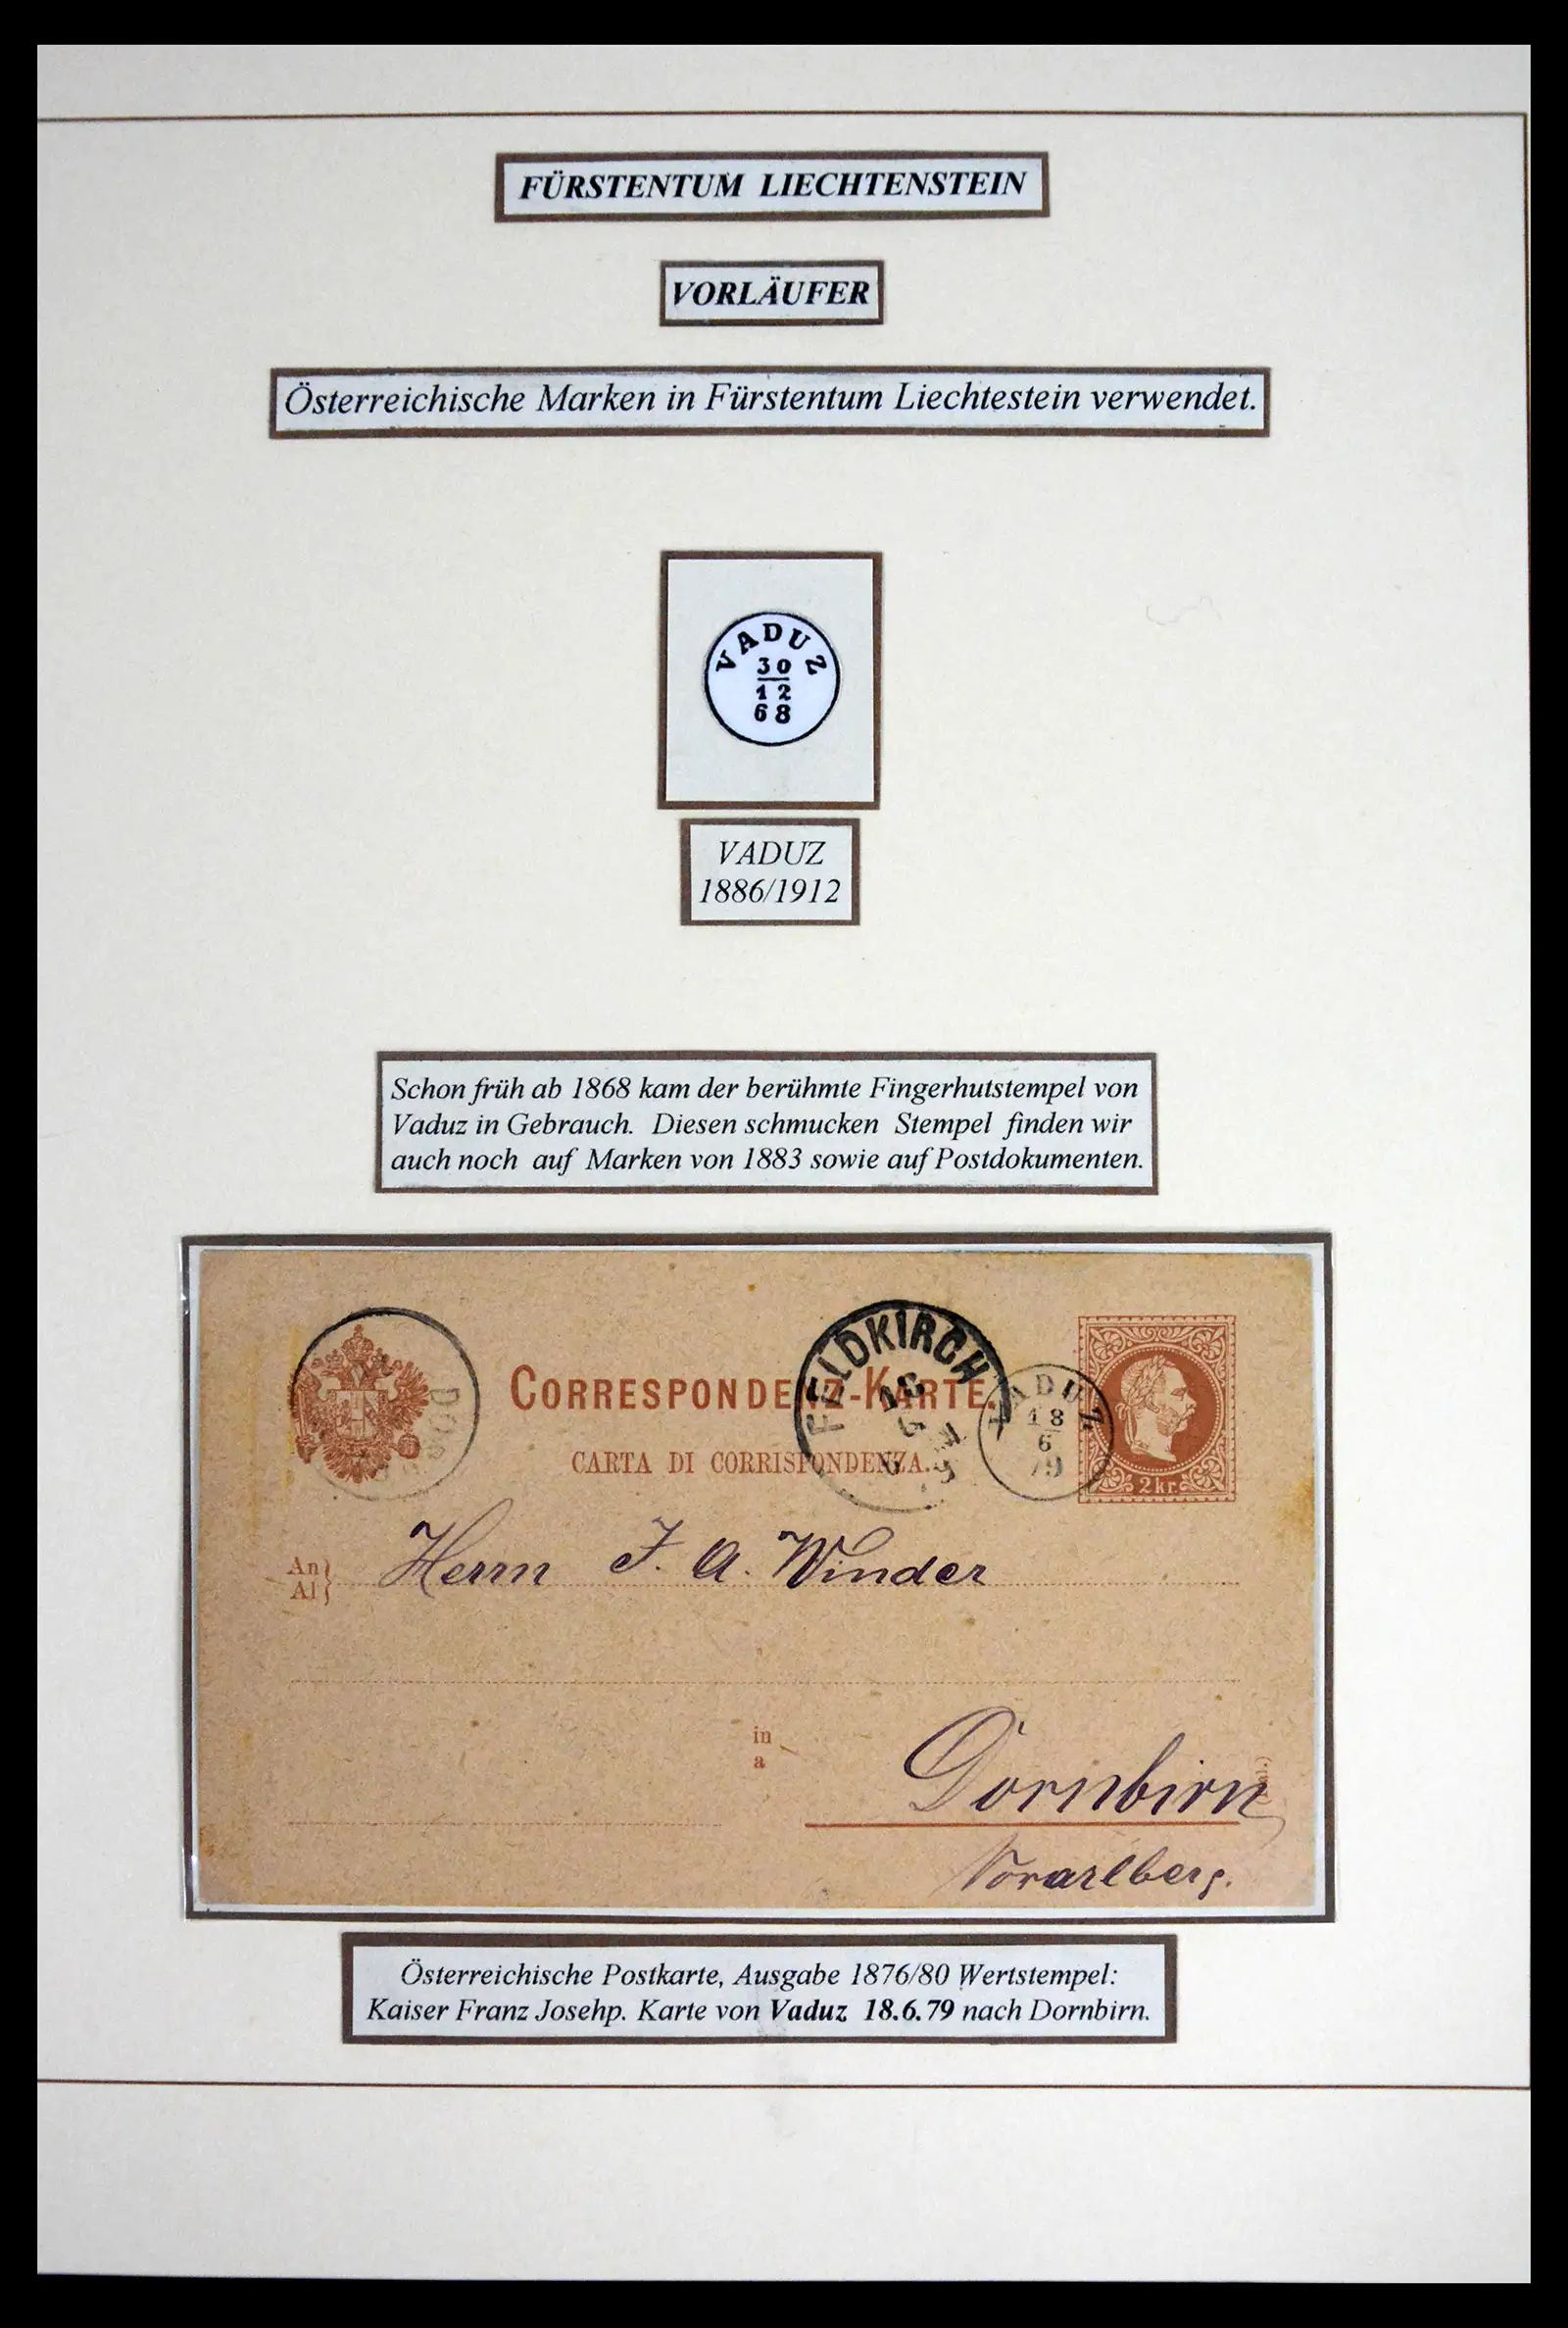 FÜRSTENTUM LIECHTENSTEIN
VORLÄUFER
Österreichische Marken in Fürstentum Liechtestein verwendet.
VADUZ
30
12
68
VADUZ
1886/1912
Schon früh ab 1868 kam der berühmte Fingerhutstempel von
Vaduz in Gebrauch. Diesen schmucken Stempel finden wir
auch noch auf Marken von 1883 sowie auf Postdokumenten.
FELDKIRCH
18
6
VADUZ
18
6
79
CORRESPONDENZ-KARTE.
CARTA DI CORRISPONDENZA.
2 kr.
An
Al
Herrn J. A. Winder
in
a
Dornbirn
Vorarlberg.
Österreichische Postkarte, Ausgabe 1876/80 Wertstempel:
Kaiser Franz Josehp. Karte von Vaduz 18.6.79 nach Dornbirn.